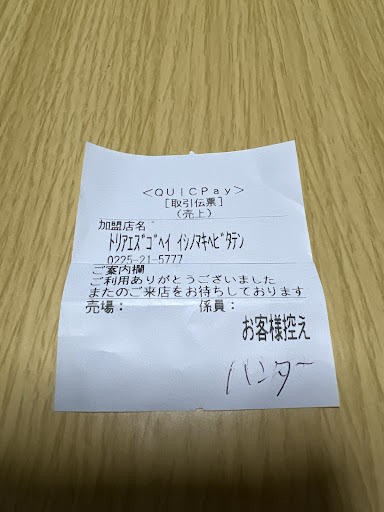 <QUICPay>
[取引伝票]
(売上)
加盟店名
トリアエズゴヘイ イシノマキヘビタテン
0225-21-5777
ご案内欄
ご利用ありがとうございました
またのご来店をお待ちしております
売場： 係員：
お客様控え
ハンター